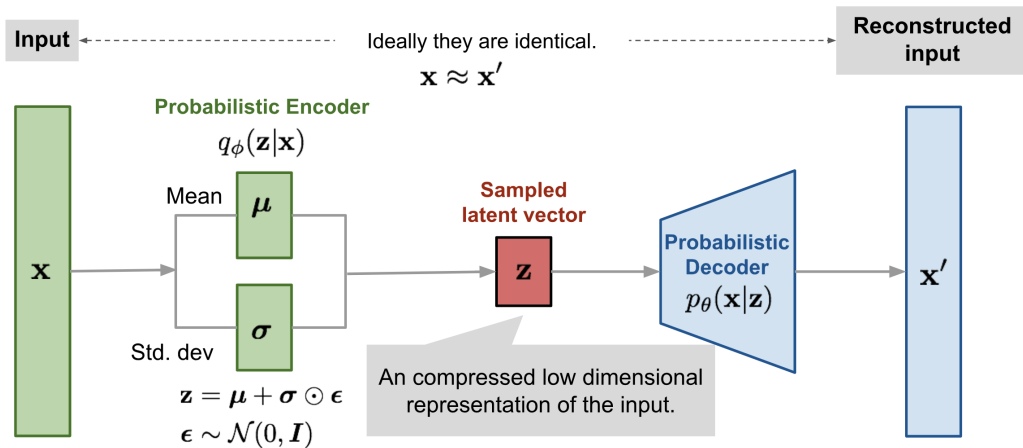 Input
Ideally they are identical.
Reconstructed
input
x ≈ x′
Probabilistic Encoder
qϕ(z|x)
Mean
μ
Sampled
latent vector
x
z
Probabilistic
Decoder
pθ(x|z)
x′
σ
Std. dev
z = μ + σ ⊙ ϵ
ϵ ∼ 𝒩(0, I)
An compressed low dimensional
representation of the input.